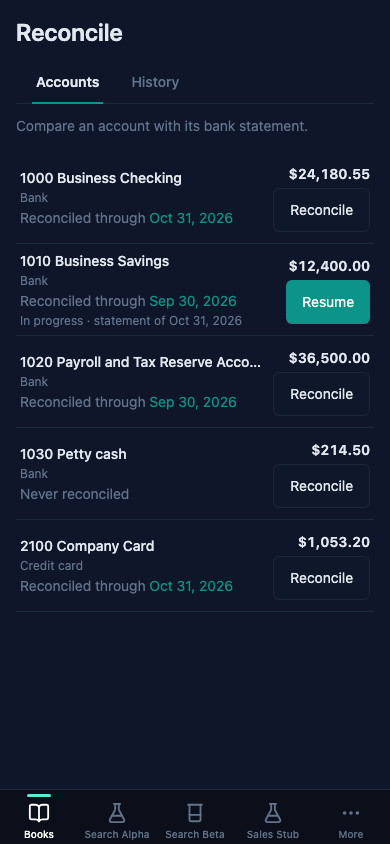 Reconcile
Accounts
History
Compare an account with its bank statement.
1000 Business Checking
$24,180.55
Bank
Reconciled through Oct 31, 2026
Reconcile
1010 Business Savings
$12,400.00
Bank
Reconciled through Sep 30, 2026
In progress · statement of Oct 31, 2026
Resume
1020 Payroll and Tax Reserve Acco...
$36,500.00
Bank
Reconciled through Sep 30, 2026
Reconcile
1030 Petty cash
$214.50
Bank
Never reconciled
Reconcile
2100 Company Card
$1,053.20
Credit card
Reconciled through Oct 31, 2026
Reconcile
Books
Search Alpha
Search Beta
Sales Stub
More